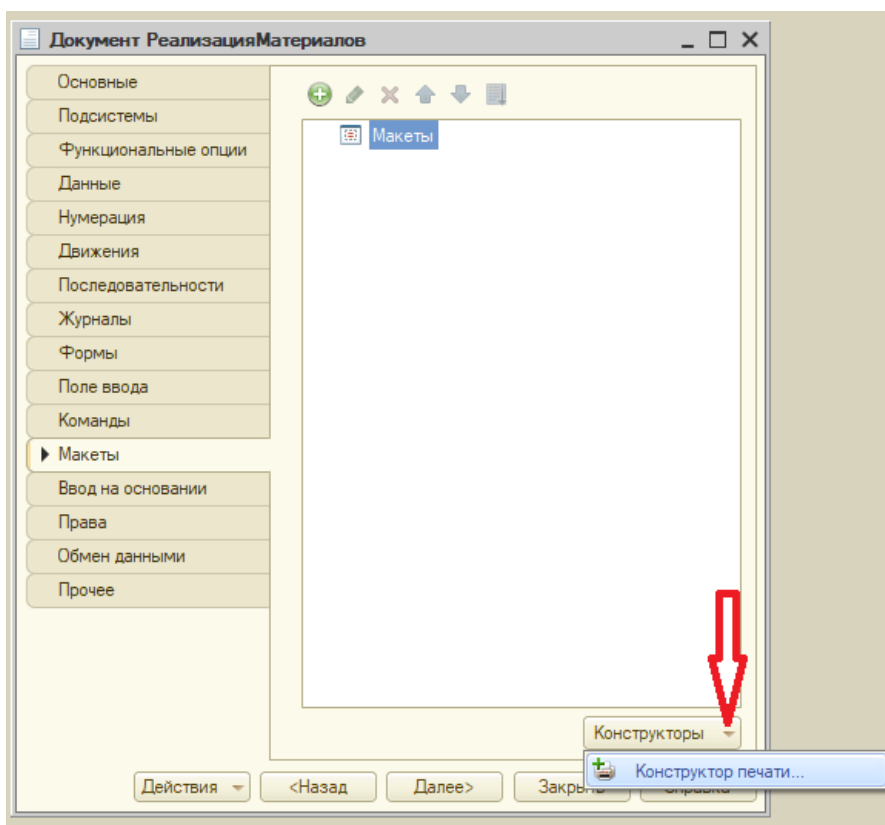 Документ РеализацияМатериалов
Основные
Подсистемы
Функциональные опции
Данные
Нумерация
Движения
Последовательности
Журналы
Формы
Поле ввода
Команды
Макеты
Ввод на основании
Права
Обмен данными
Прочее
Макеты
Конструкторы
Конструктор печати...
Действия
<Назад
Далее>